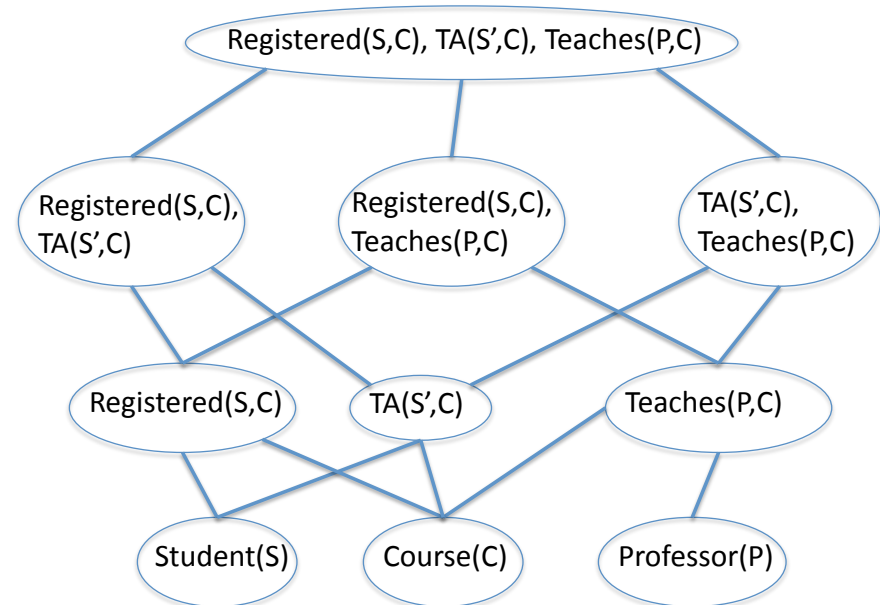 Registered(S,C), TA(S’,C), Teaches(P,C)
Registered(S,C),
TA(S’,C)
Registered(S,C),
Teaches(P,C)
TA(S’,C),
Teaches(P,C)
Registered(S,C)
TA(S’,C)
Teaches(P,C)
Student(S)
Course(C)
Professor(P)